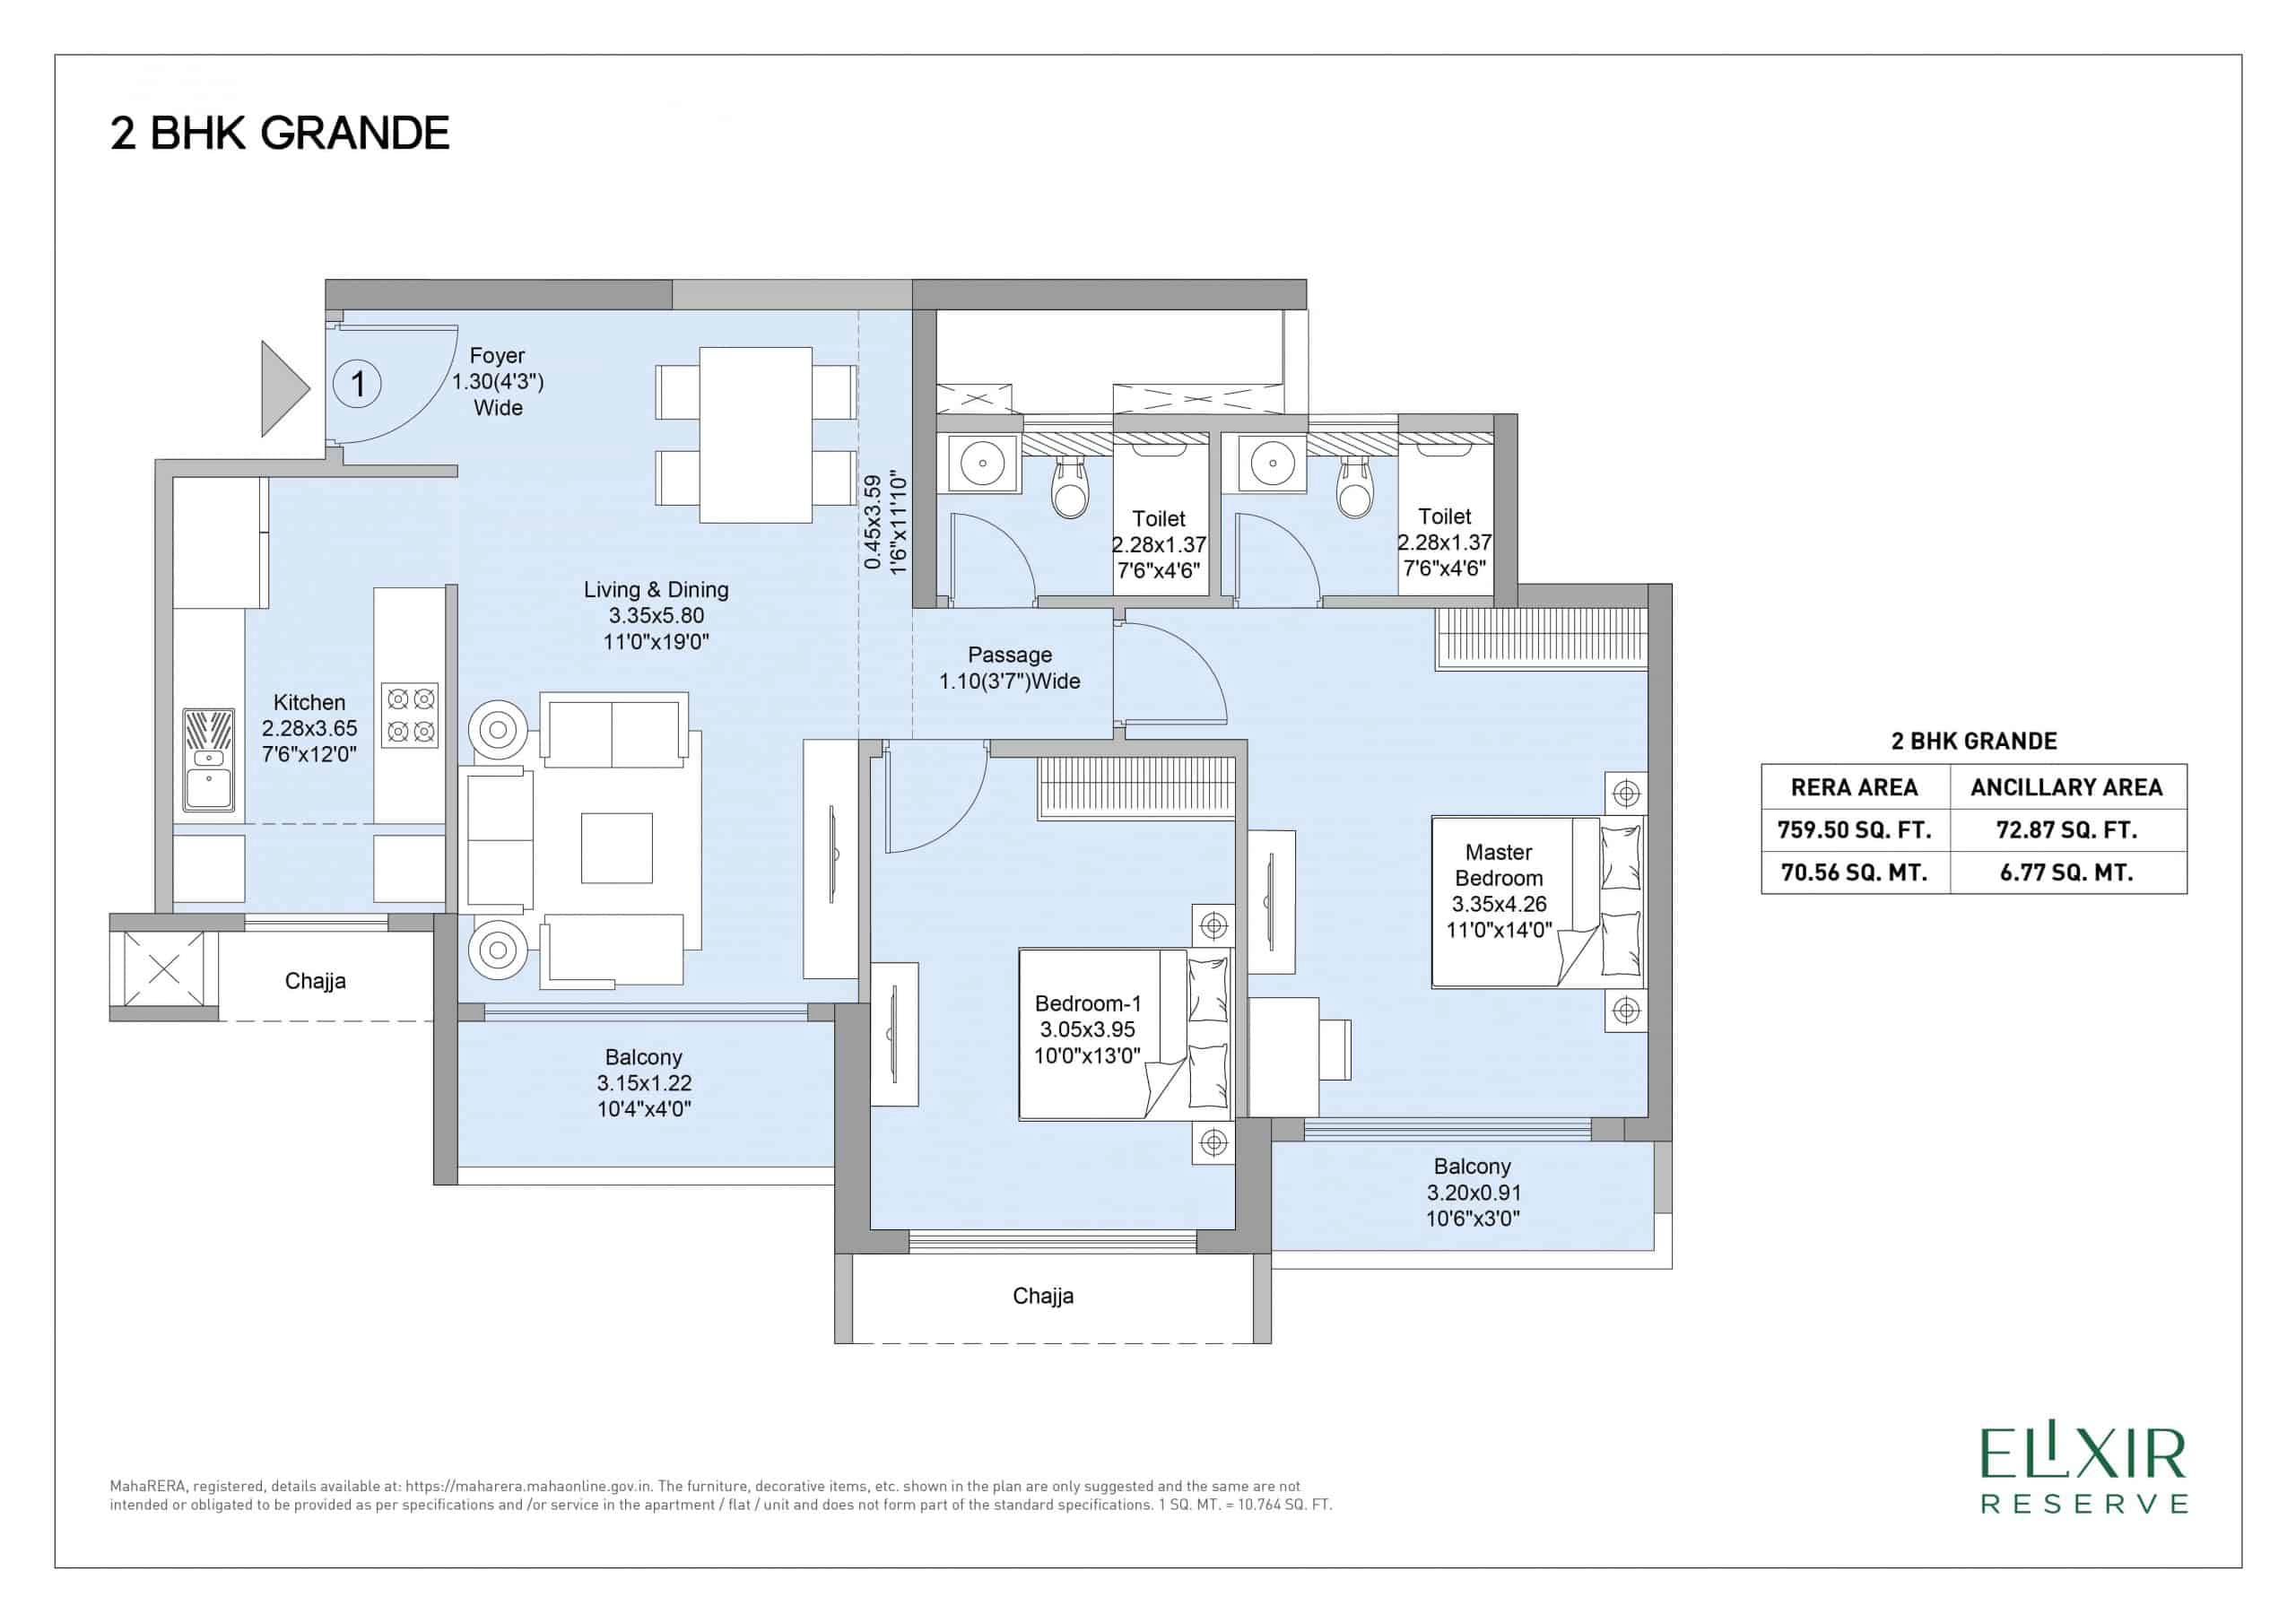 2 BHK GRANDE
1
Foyer
1.30(4'3")
Wide
0.45x3.59
1'6"x11'10"
Toilet
2.28x1.37
7'6"x4'6"
Toilet
2.28x1.37
7'6"x4'6"
Living & Dining
3.35x5.80
11'0"x19'0"
Passage
1.10(3'7")Wide
Kitchen
2.28x3.65
7'6"x12'0"
Master
Bedroom
3.35x4.26
11'0"x14'0"
Chajja
Bedroom-1
3.05x3.95
10'0"x13'0"
Balcony
3.15x1.22
10'4"x4'0"
Balcony
3.20x0.91
10'6"x3'0"
Chajja
2 BHK GRANDE
RERA AREA ANCILLARY AREA
759.50 SQ. FT. 72.87 SQ. FT.
70.56 SQ. MT. 6.77 SQ. MT.
MahaRERA, registered, details available at: https://maharera.mahaonline.gov.in. The furniture, decorative items, etc. shown in the plan are only suggested and the same are not
intended or obligated to be provided as per specifications and /or service in the apartment / flat / unit and does not form part of the standard specifications. 1 SQ. MT. = 10.764 SQ. FT.
ELIXIR
RESERVE